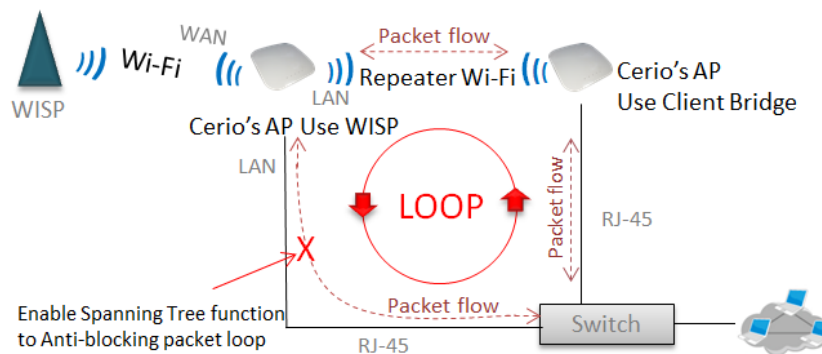 Packet flow
WAN
Wi-Fi
Repeater Wi-Fi
Cerio's AP
Use Client Bridge
WISP
LAN
Cerio's AP Use WISP
LAN
LOOP
Packet flow
RJ-45
X
Enable Spanning Tree function
to Anti-blocking packet loop
Packet flow
Switch
RJ-45